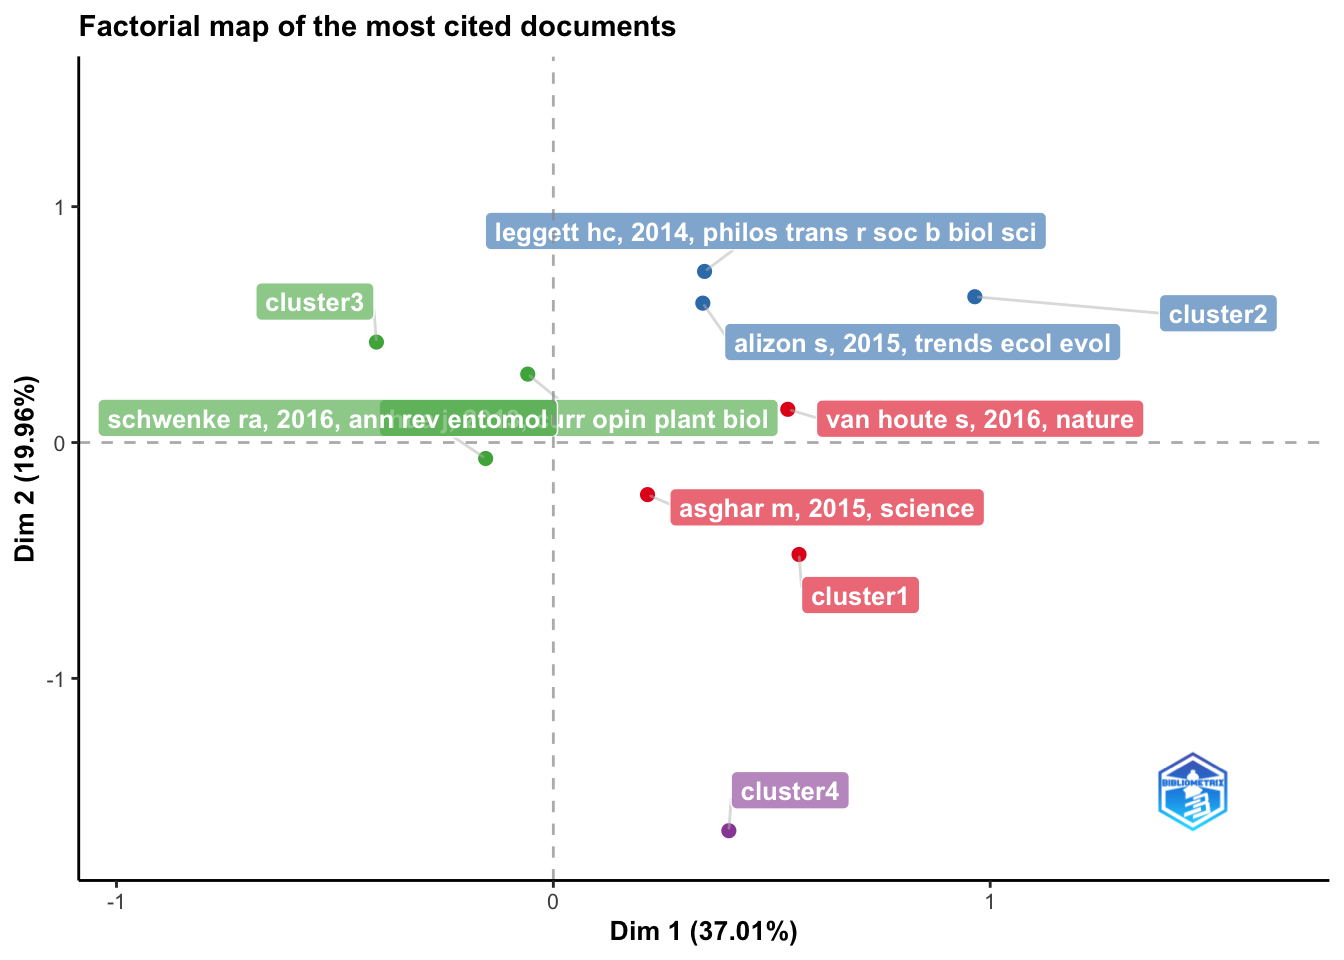 Factorial map of the most cited documents
1
leggett hc, 2014, philos trans r soc b biol sci
cluster3
cluster2
alizon s, 2015, trends ecol evol
schwenke ra, 2016, ann rev entomol
opin plant biol
van houte s, 2016, nature
0
asghar m, 2015, science
cluster1
-1
cluster4
BIBLIOMETRIX
-1 0 1
Dim 1 (37.01%)
Dim 2 (19.96%)